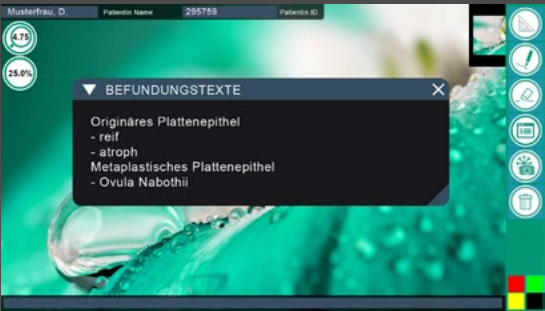 Musterfrau, D. Patientin Name 295759 Patientin ID
4.75
25.0%
BEFUNDUNGSTEXTE
Originäres Plattenepithel
- reif
- atroph
Metaplastisches Plattenepithel
- Ovula Nabothii